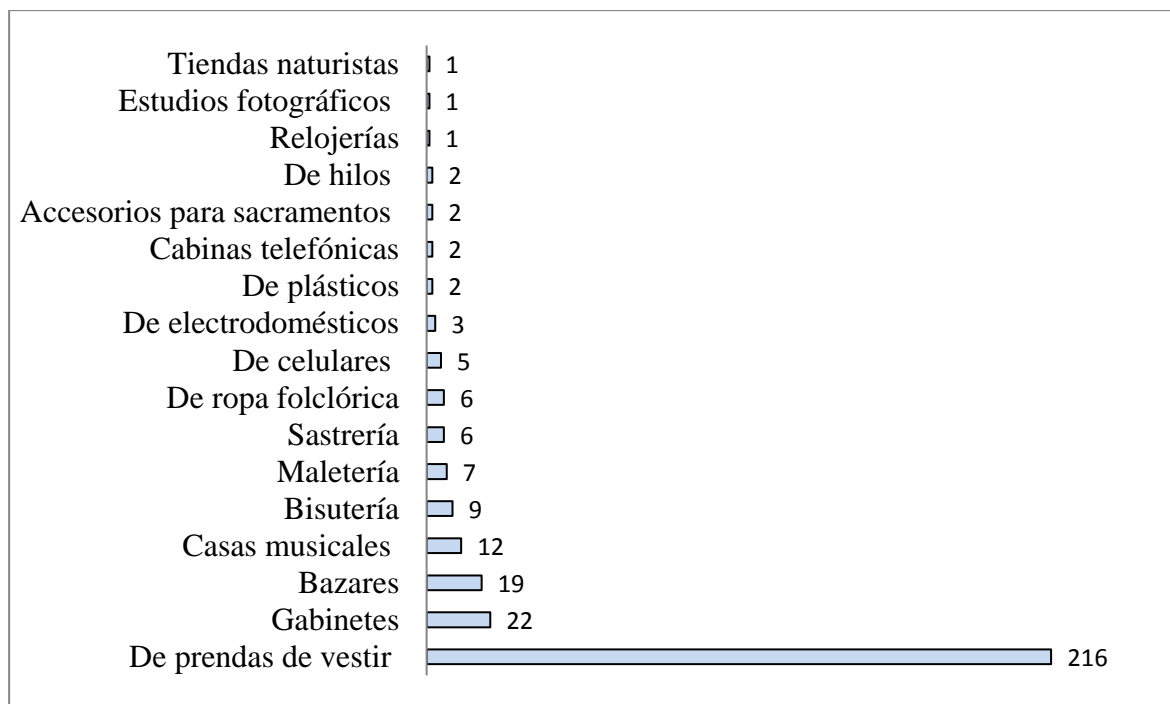 Tiendas naturistas 1
Estudios fotográficos 1
Relojerías 1
De hilos 2
Accesorios para sacramentos 2
Cabinas telefónicas 2
De plásticos 2
De electrodomésticos 3
De celulares 5
De ropa folclórica 6
Sastrería 6
Maletería 7
Bisutería 9
Casas musicales 12
Bazares 19
Gabinetes 22
De prendas de vestir 216